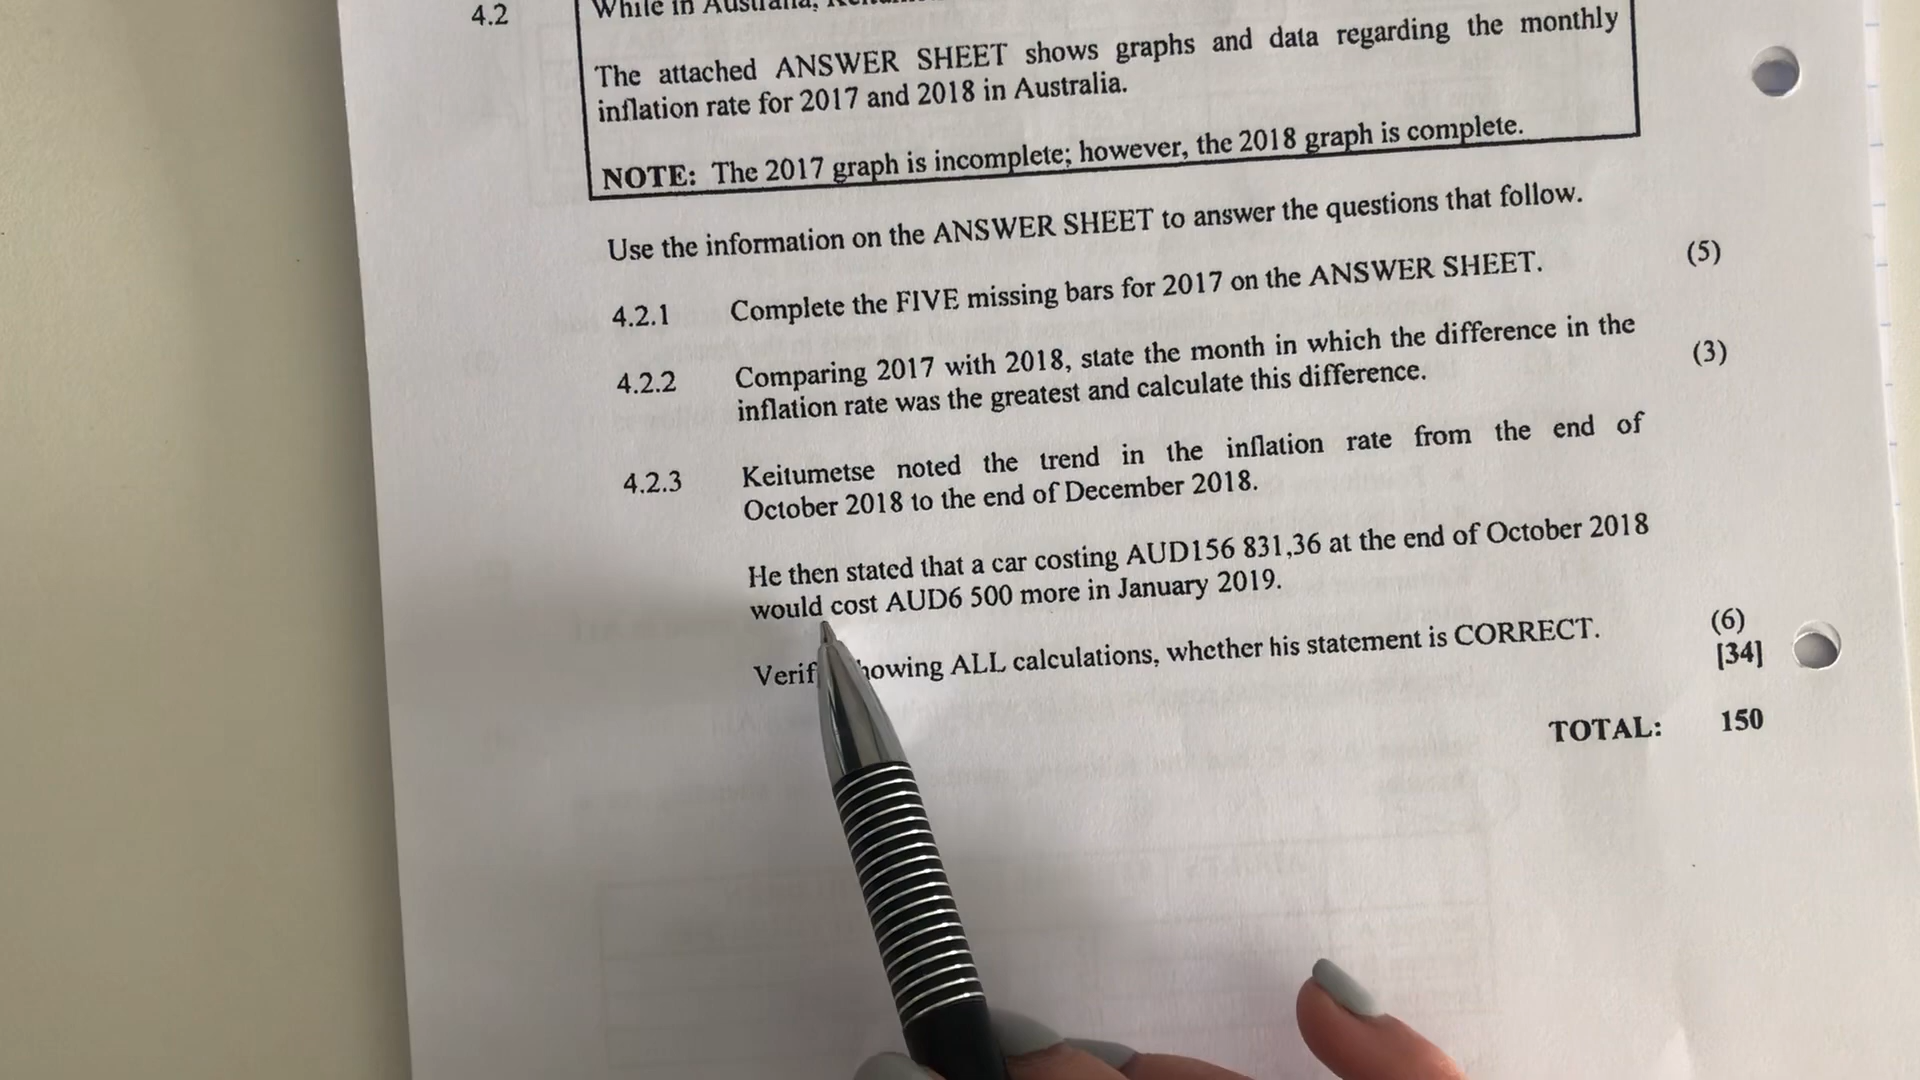 4.2
While in Australia,
The attached ANSWER SHEET shows graphs and data regarding the monthly
inflation rate for 2017 and 2018 in Australia.
NOTE: The 2017 graph is incomplete; however, the 2018 graph is complete.
Use the information on the ANSWER SHEET to answer the questions that follow.
4.2.1 Complete the FIVE missing bars for 2017 on the ANSWER SHEET. (5)
4.2.2 Comparing 2017 with 2018, state the month in which the difference in the
inflation rate was the greatest and calculate this difference. (3)
4.2.3 Keitumetse noted the trend in the inflation rate from the end of
October 2018 to the end of December 2018.
He then stated that a car costing AUD156 831,36 at the end of October 2018
would cost AUD6 500 more in January 2019.
ALL calculations, whether his statement is CORRECT. (6)
[34]
TOTAL: 150